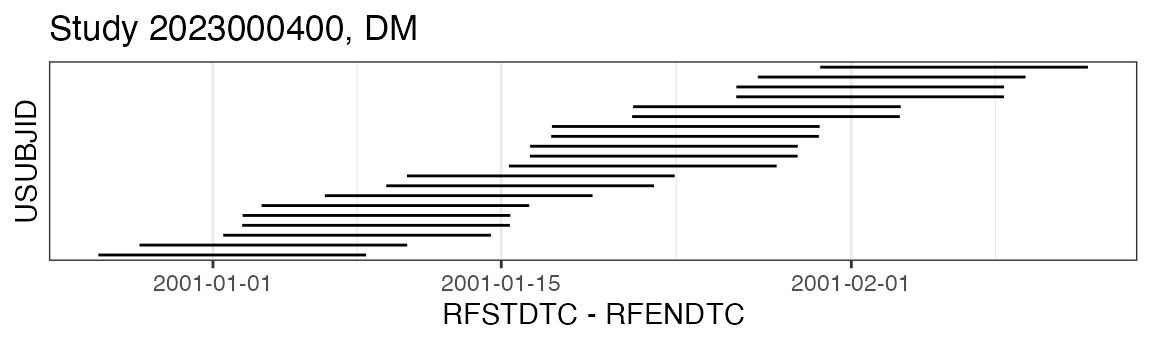 Study 2023000400, DM
USUBJID
2001-01-01
2001-01-15
2001-02-01
RFSTDTC - RFENDTC